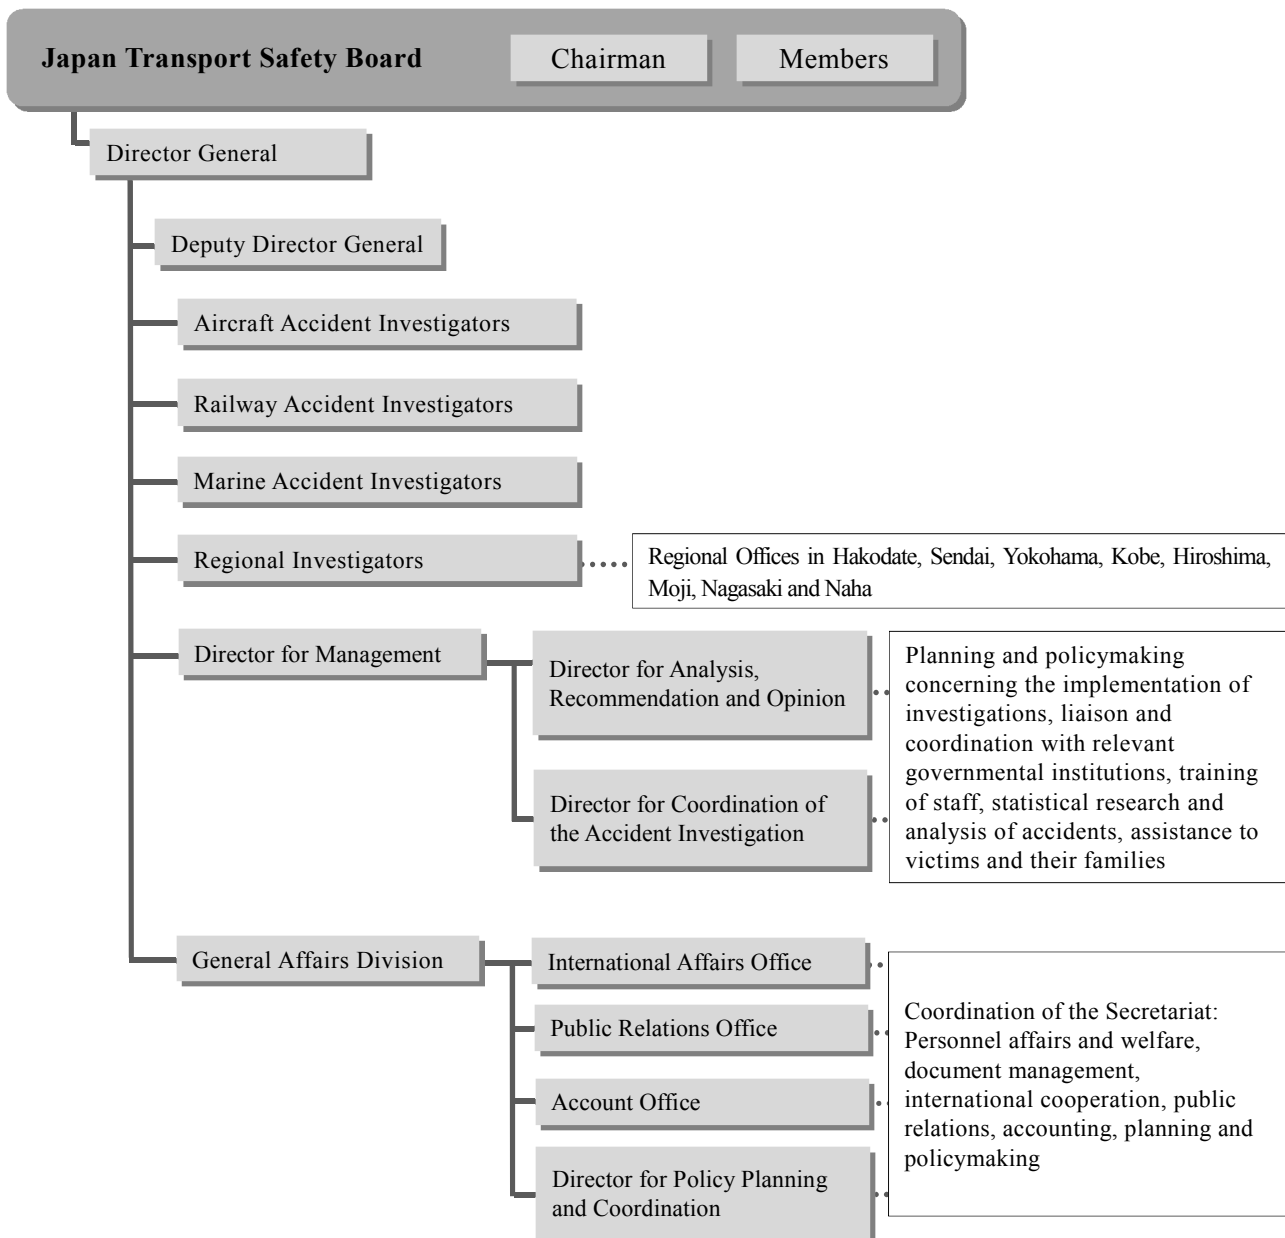 Japan Transport Safety Board
Chairman
Members
Director General
Deputy Director General
Aircraft Accident Investigators
Railway Accident Investigators
Marine Accident Investigators
Regional Investigators
Regional Offices in Hakodate, Sendai, Yokohama, Kobe, Hiroshima,
Moji, Nagasaki and Naha
Director for Management
Director for Analysis,
Recommendation and Opinion
Director for Coordination of
the Accident Investigation
Planning and policymaking
concerning the implementation of
investigations, liaison and
coordination with relevant
governmental institutions, training
of staff, statistical research and
analysis of accidents, assistance to
victims and their families
General Affairs Division
International Affairs Office
Public Relations Office
Account Office
Director for Policy Planning
and Coordination
Coordination of the Secretariat:
Personnel affairs and welfare,
document management,
international cooperation, public
relations, accounting, planning and
policymaking